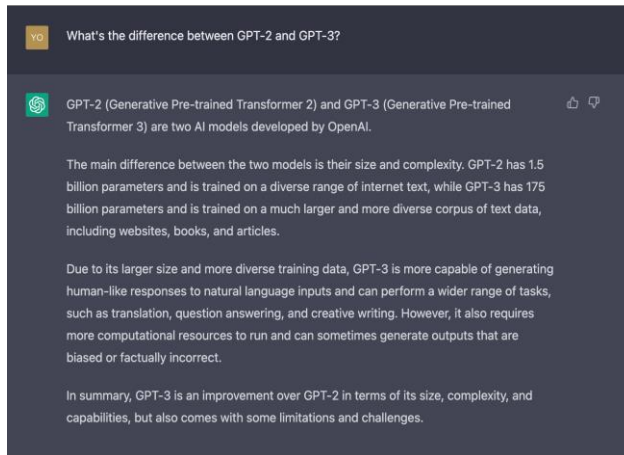 YO
What's the difference between GPT-2 and GPT-3?
GPT-2 (Generative Pre-trained Transformer 2) and GPT-3 (Generative Pre-trained
Transformer 3) are two AI models developed by OpenAI.
The main difference between the two models is their size and complexity. GPT-2 has 1.5
billion parameters and is trained on a diverse range of internet text, while GPT-3 has 175
billion parameters and is trained on a much larger and more diverse corpus of text data,
including websites, books, and articles.
Due to its larger size and more diverse training data, GPT-3 is more capable of generating
human-like responses to natural language inputs and can perform a wider range of tasks,
such as translation, question answering, and creative writing. However, it also requires
more computational resources to run and can sometimes generate outputs that are
biased or factually incorrect.
In summary, GPT-3 is an improvement over GPT-2 in terms of its size, complexity, and
capabilities, but also comes with some limitations and challenges.